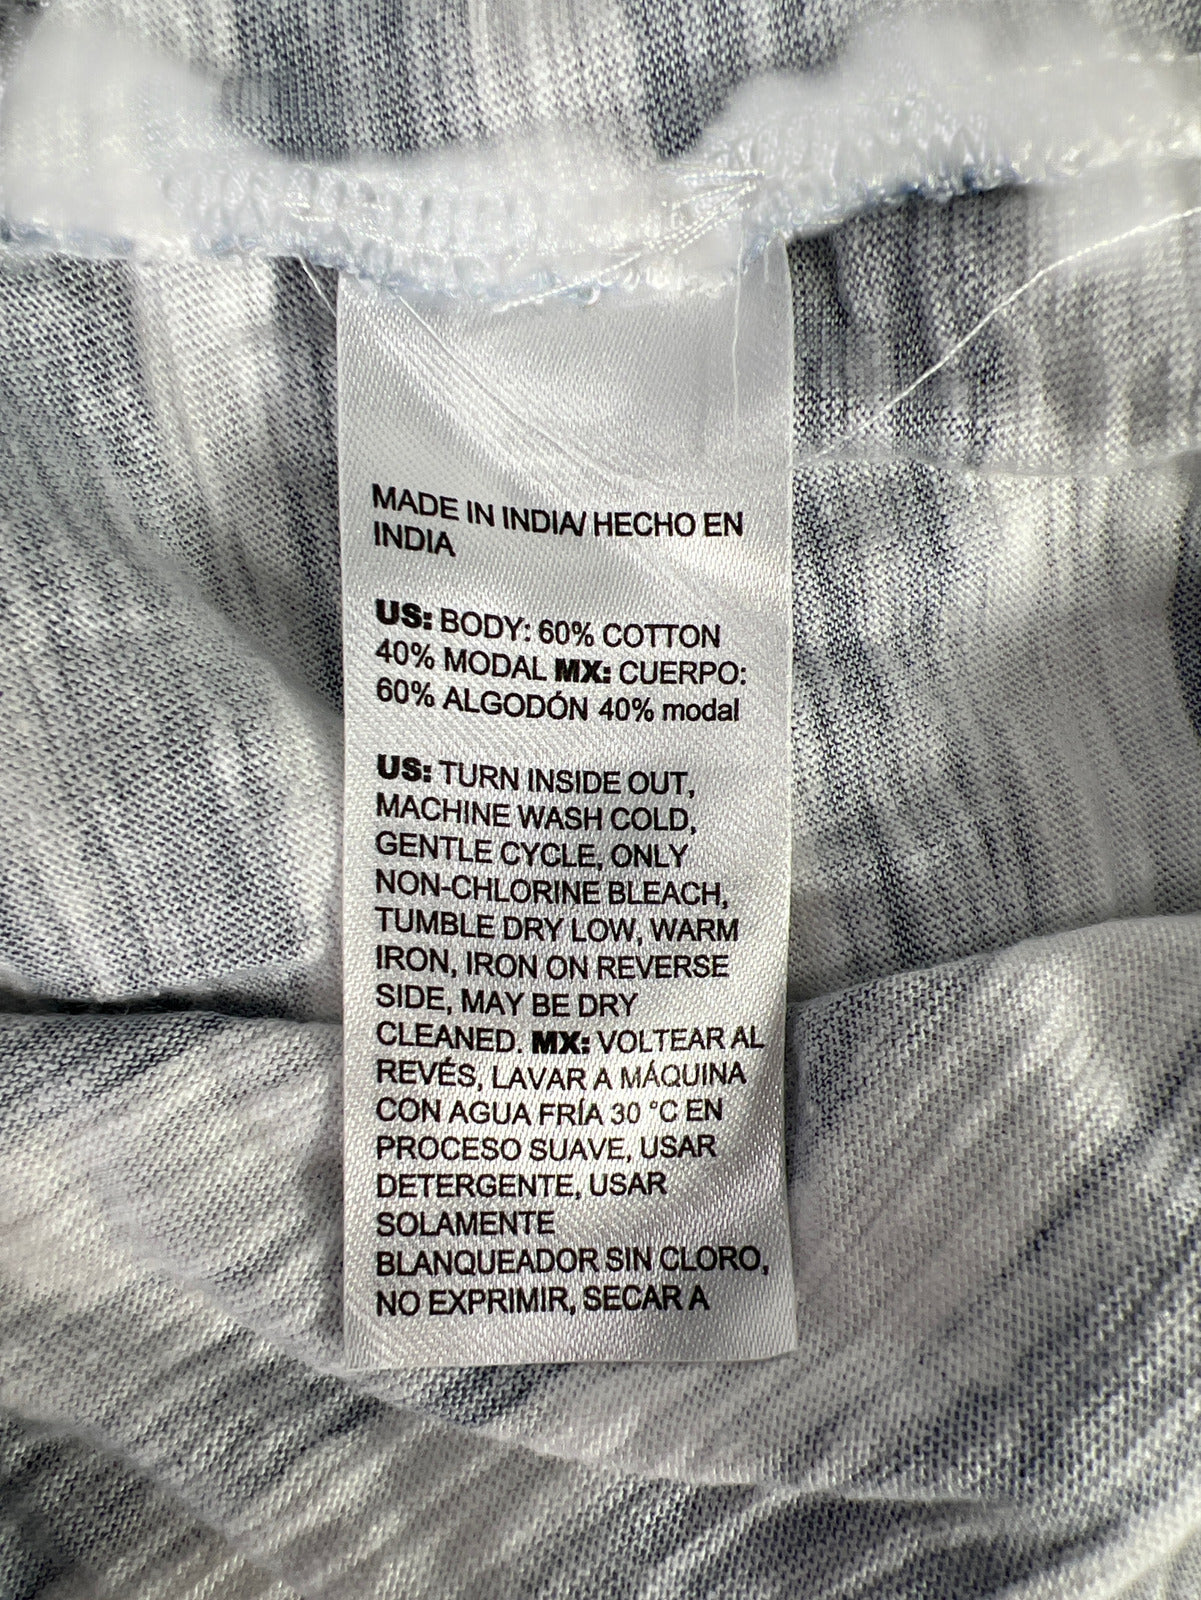 MADE IN INDIA/ HECHO EN
INDIA
US: BODY: 60% COTTON
40% MODAL MX: CUERPO:
60% ALGODÓN 40% modal
US: TURN INSIDE OUT,
MACHINE WASH COLD,
GENTLE CYCLE, ONLY
NON-CHLORINE BLEACH,
TUMBLE DRY LOW, WARM
IRON, IRON ON REVERSE
SIDE, MAY BE DRY
CLEANED. MX: VOLTEAR AL
REVÉS, LAVAR A MÁQUINA
CON AGUA FRÍA 30 °C EN
PROCESO SUAVE, USAR
DETERGENTE, USAR
SOLAMENTE
BLANQUEADOR SIN CLORO,
NO EXPRIMIR, SECAR A